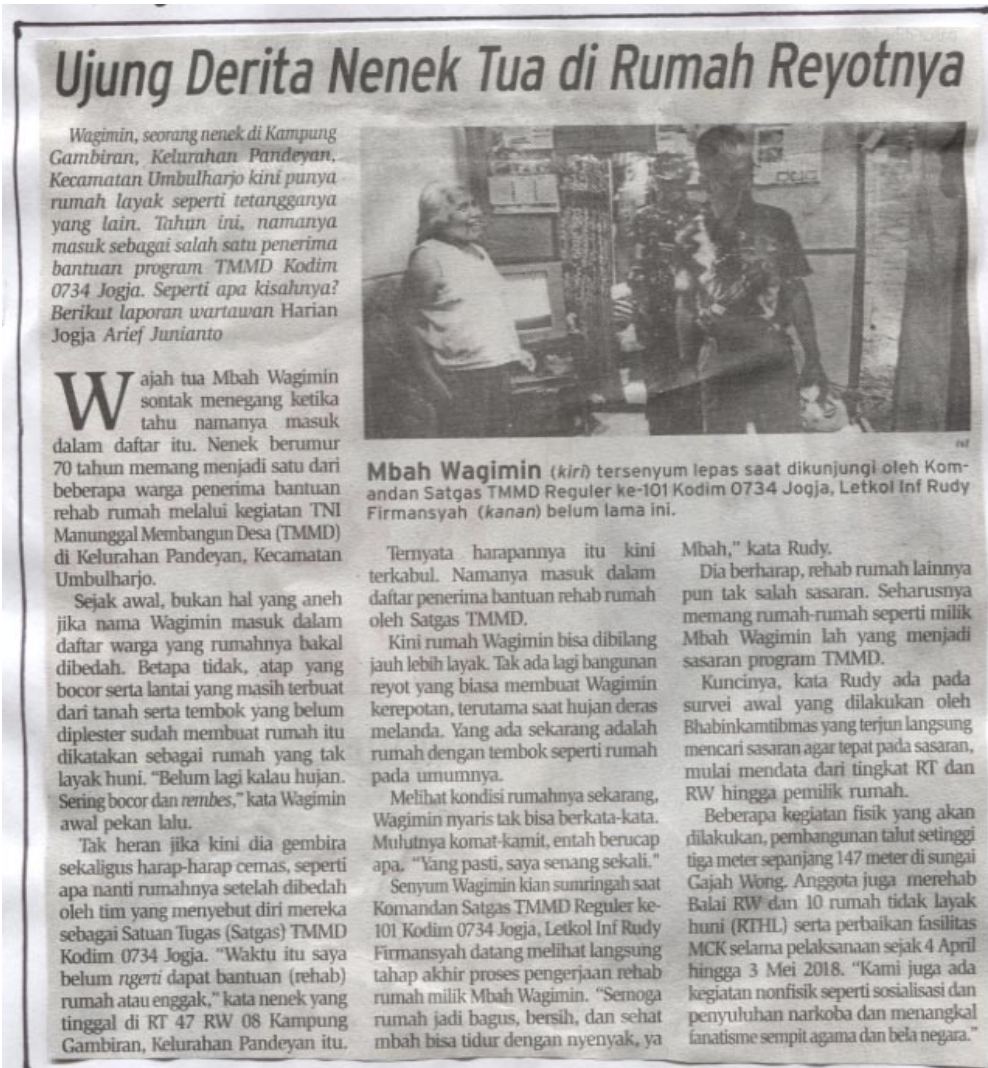 Ujung Derita Nenek Tua di Rumah Reyotnya
Wagimin, seorang nenek di Kampung
Gambiran, Kelurahan Pandeyan,
Kecamatan Umbulharjo kini punya
rumah layak seperti tetangganya
yang lain. Tahun ini, namanya
masuk sebagai salah satu penerima
bantuan program TMMD Kodim
0734 Jogja. Seperti apa kisahnya?
Berikut laporan wartawan Harian
Jogja Arief Junianto
Wajah tua Mbah Wagimin
sontak menegang ketika
tahu namanya masuk
dalam daftar itu. Nenek berumur
70 tahun memang menjadi satu dari
beberapa warga penerima bantuan
rehab rumah melalui kegiatan TNI
Manunggal Membangun Desa (TMMD)
di Kelurahan Pandeyan, Kecamatan
Umbulharjo.
Sejak awal, bukan hal yang aneh
jika nama Wagimin masuk dalam
daftar warga yang rumahnya bakal
dibedah. Betapa tidak, atap yang
bocor serta lantai yang masih terbuat
dari tanah serta tembok yang belum
diplester sudah membuat rumah itu
dikatakan sebagai rumah yang tak
layak huni. “Belum lagi kalau hujan.
Sering bocor dan rembes,” kata Wagimin
awal pekan lalu.
Tak heran jika kini dia gembira
sekaligus harap-harap cemas, seperti
apa nanti rumahnya setelah dibedah
oleh tim yang menyebut diri mereka
sebagai Satuan Tugas (Satgas) TMMD
Kodim 0734 Jogja. “Waktu itu saya
belum ngerti dapat bantuan (rehab)
rumah atau enggak,” kata nenek yang
tinggal di RT 47 RW 08 Kampung
Gambiran, Kelurahan Pandeyan itu.
Mbah Wagimin (kiri) tersenyum lepas saat dikunjungi oleh Kom-
andan Satgas TMMD Reguler ke-101 Kodim 0734 Jogja, Letkol Inf Rudy
Firmansyah (kanan) belum lama ini.
Ternyata harapannya itu kini
terkabul. Namanya masuk dalam
daftar penerima bantuan rehab rumah
oleh Satgas TMMD.
Kini rumah Wagimin bisa dibilang
jauh lebih layak. Tak ada lagi bangunan
reyot yang biasa membuat Wagimin
kerepotan, terutama saat hujan deras
melanda. Yang ada sekarang adalah
rumah dengan tembok seperti rumah
pada umumnya.
Melihat kondisi rumahnya sekarang,
Wagimin nyaris tak bisa berkata-kata.
Mulutnya komat-kamit, entah berucap
apa. “Yang pasti, saya senang sekali.”
Senyum Wagimin kian sumringah saat
Komandan Satgas TMMD Reguler ke-
101 Kodim 0734 Jogja, Letkol Inf Rudy
Firmansyah datang melihat langsung
tahap akhir proses pengerjaan rehab
rumah milik Mbah Wagimin. “Semoga
rumah jadi bagus, bersih, dan sehat
mbah bisa tidur dengan nyenyak, ya
Mbah,” kata Rudy.
Dia berharap, rehab rumah lainnya
pun tak salah sasaran. Seharusnya
memang rumah-rumah seperti milik
Mbah Wagimin lah yang menjadi
sasaran program TMMD.
Kuncinya, kata Rudy ada pada
survei awal yang dilakukan oleh
Bhabinkamtibmas yang terjun langsung
mencari sasaran agar tepat pada sasaran,
mulai mendata dari tingkat RT dan
RW hingga pemilik rumah.
Beberapa kegiatan fisik yang akan
dilakukan, pembangunan talut setinggi
tiga meter sepanjang 147 meter di sungai
Gajah Wong. Anggota juga merehab
Balai RW dan 10 rumah tidak layak
huni (RTHL) serta perbaikan fasilitas
MCK selama pelaksanaan sejak 4 April
hingga 3 Mei 2018. “Kami juga ada
kegiatan nonfisik seperti sosialisasi dan
penyuluhan narkoba dan menangkal
fanatisme sempit agama dan bela negara.”